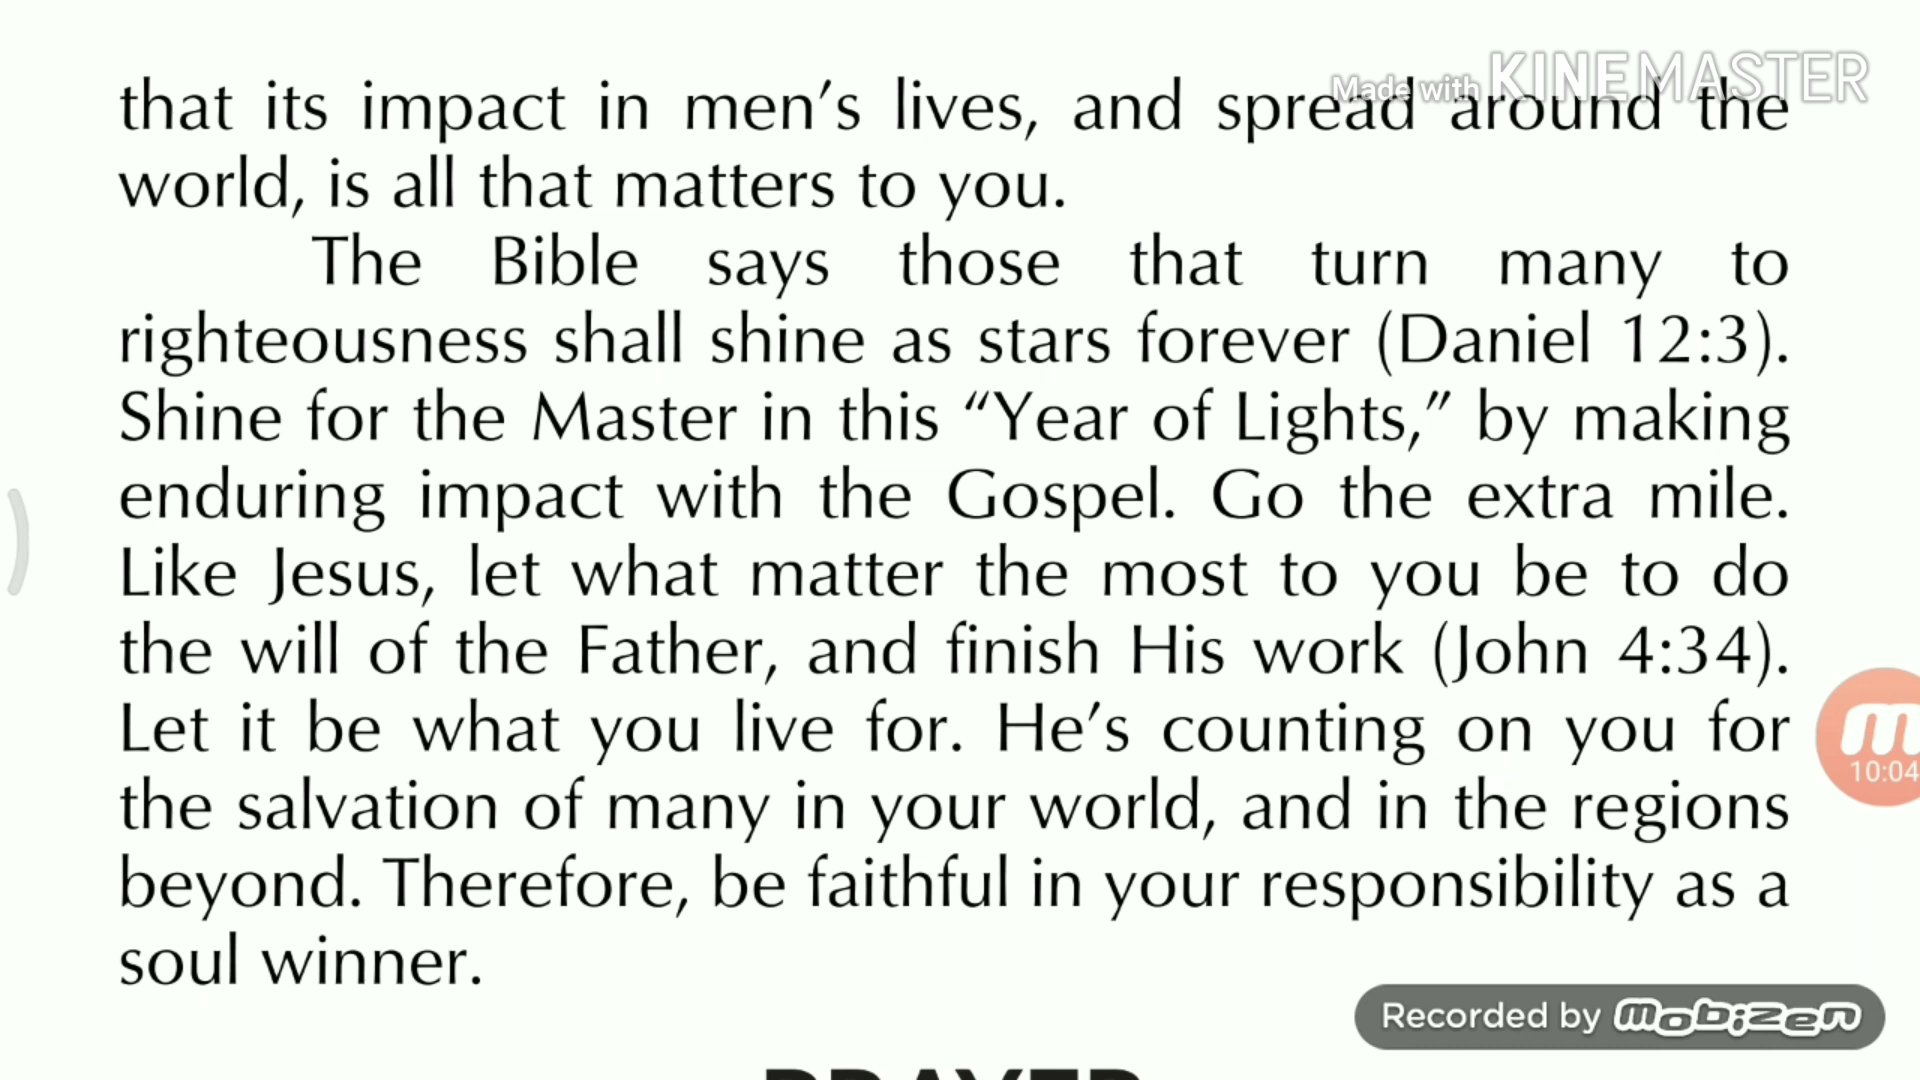 Made with KINEMASTER
that its impact in men's lives, and spread around the
world, is all that matters to you.
The Bible says those that turn many to
righteousness shall shine as stars forever (Daniel 12:3).
Shine for the Master in this “Year of Lights,” by making
enduring impact with the Gospel. Go the extra mile.
Like Jesus, let what matter the most to you be to do
the will of the Father, and finish His work (John 4:34).
Let it be what you live for. He's counting on you for
the salvation of many in your world, and in the regions
beyond. Therefore, be faithful in your responsibility as a
soul winner.
m
10:04
Recorded by mobizen
PRAYER